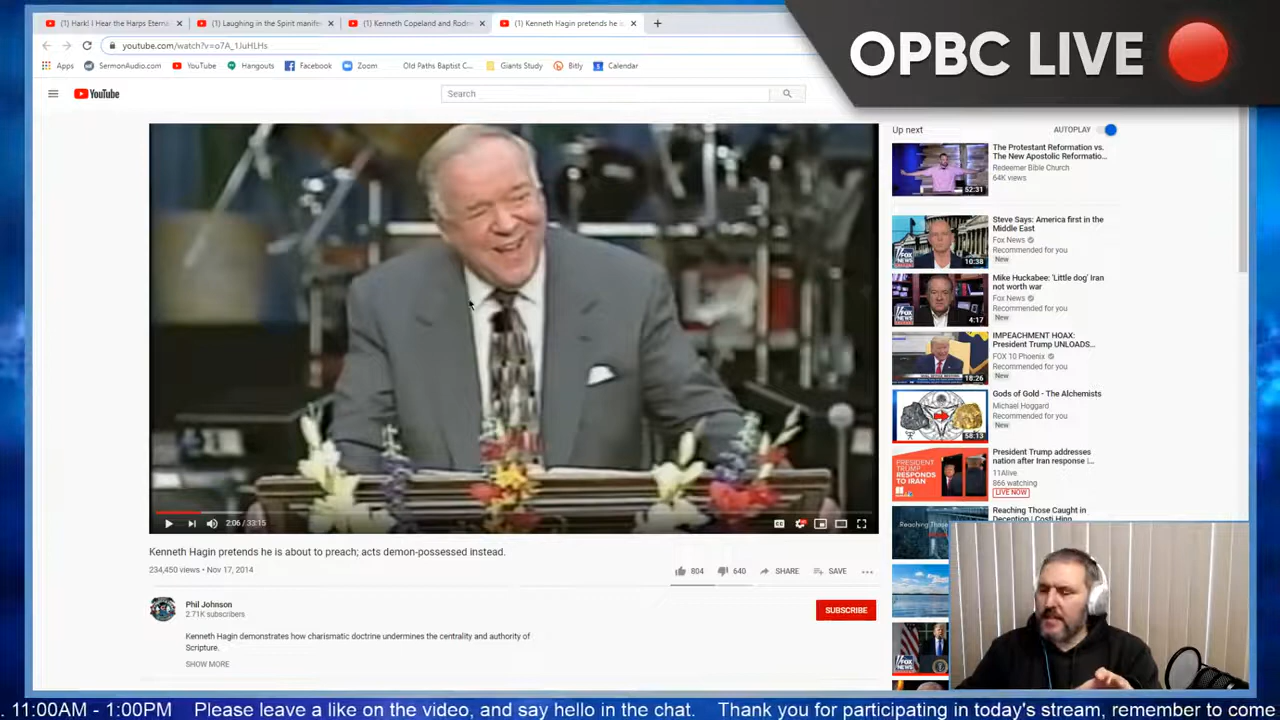 (1) Hark! I Hear the Harps Etern
(1) Laughing in the Spirit manife
(1) Kenneth Copeland and Rodn
(1) Kenneth Hagin pretends he is
OPBC LIVE
youtube.com/watch?v=o7A_1JuHLHs
Apps
SermonAudio.com
YouTube
Hangouts
Facebook
Zoom
Old Paths Baptist C...
Giants Study
Bitly
Calendar
YouTube
Search
Up next
AUTOPLAY
The Protestant Reformation vs.
The New Apostolic Reformatio...
Redeemer Bible Church
64K views
52:31
Steve Says: America first in the
Middle East
Fox News
Recommended for you
New
10:38
Mike Huckabee: 'Little dog' Iran
not worth war
Fox News
Recommended for you
New
4:17
IMPEACHMENT HOAX:
President Trump UNLOADS...
FOX 10 Phoenix
Recommended for you
New
18:26
Gods of Gold - The Alchemists
Michael Hoggard
Recommended for you
New
58:13
President Trump addresses
nation after Iran response |...
11Alive
866 watching
LIVE NOW
PRESIDENT
TRUMP
RESPONDS
TO IRAN
Reaching Those Caught in
Deception | Costi Hinn
Reaching Those
2:06 / 33:15
Kenneth Hagin pretends he is about to preach; acts demon-possessed instead.
234,450 views • Nov 17, 2014
804
640
SHARE
SAVE
Phil Johnson
2.71K subscribers
SUBSCRIBE
Kenneth Hagin demonstrates how charismatic doctrine undermines the centrality and authority of
Scripture.
SHOW MORE
11:00AM - 1:00PM Please leave a like on the video, and say hello in the chat. Thank you for participating in today's stream, remember to come